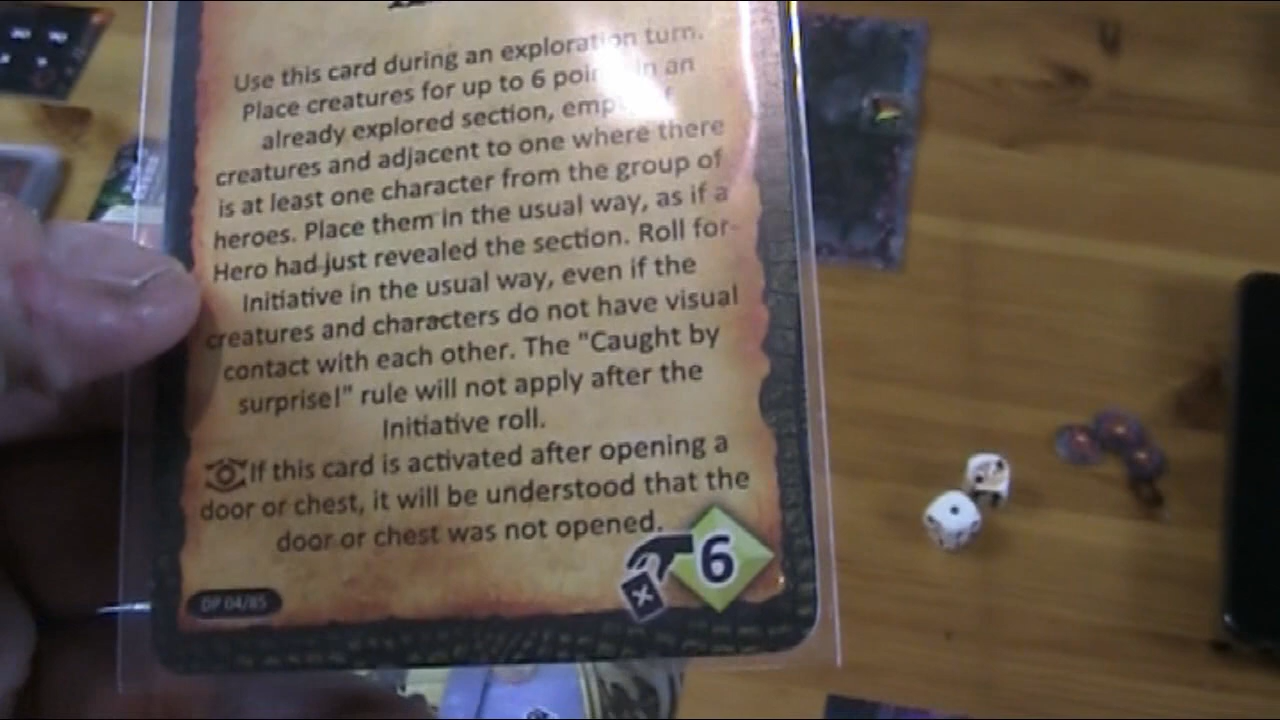 Use this card during an exploration turn.
Place creatures for up to 6 in an
already explored section,
creatures and adjacent to one where there
is at least one character from the group of
heroes. Place them in the usual way, as if a
Hero had just revealed the section. Roll for
Initiative in the usual way, even if the
creatures and characters do not have visual
contact with each other. The "Caught by
surprise!" rule will not apply after the
Initiative roll.
If this card is activated after opening a
door or chest, it will be understood that the
door or chest was not opened.
6
X
DP 04/85